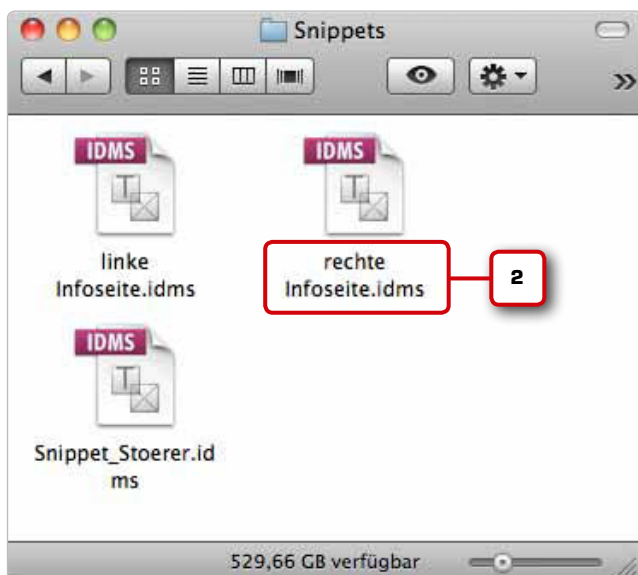 Snippets
IDMS
IDMS
linke
Infoseite.idms
rechte
Infoseite.idms
2
IDMS
Snippet_Stoerer.id
ms
529,66 GB verfügbar